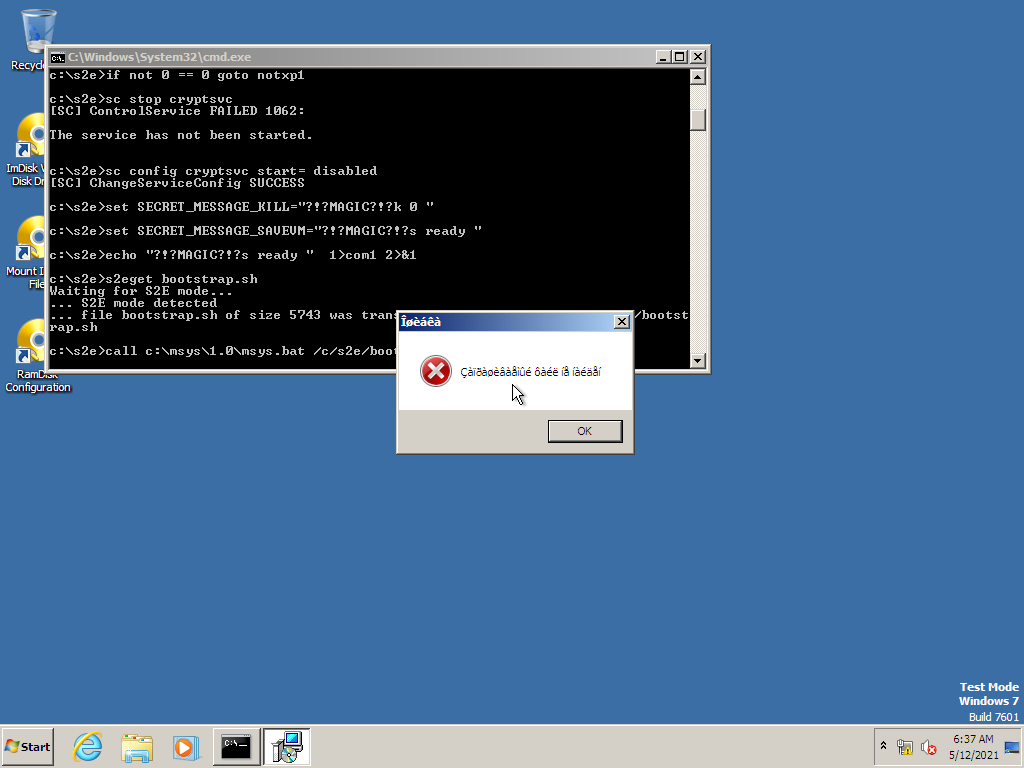 Recyc
C:\Windows\System32\cmd.exe
c:\s2e>if not 0 == 0 goto notxp1
c:\s2e>sc stop cryptsvc
[SC] ControlService FAILED 1062:
The service has not been started.
c:\s2e>sc config cryptsvc start= disabled
[SC] ChangeServiceConfig SUCCESS
c:\s2e>set SECRET_MESSAGE_KILL="?!?MAGIC?!?k 0 "
c:\s2e>set SECRET_MESSAGE_SAVEVM="?!?MAGIC?!?s ready "
c:\s2e>echo "?!?MAGIC?!?s ready "  1>com1 2>&1
c:\s2e>s2eget bootstrap.sh
Waiting for S2E mode...
... S2E mode detected
... file bootstrap.sh of size 5743 was trans /bootst
rap.sh
c:\s2e>call c:\msys\1.0\msys.bat /c/s2e/boot
ImDisk V
Disk Dr
Mount I
File
RamDisk
Configuration
Îøèáêà
Çàïðàøèâàåìûé ôàéë íå íàéäåí
OK
Test Mode
Windows 7
Build 7601
Start
6:37 AM
5/12/2021